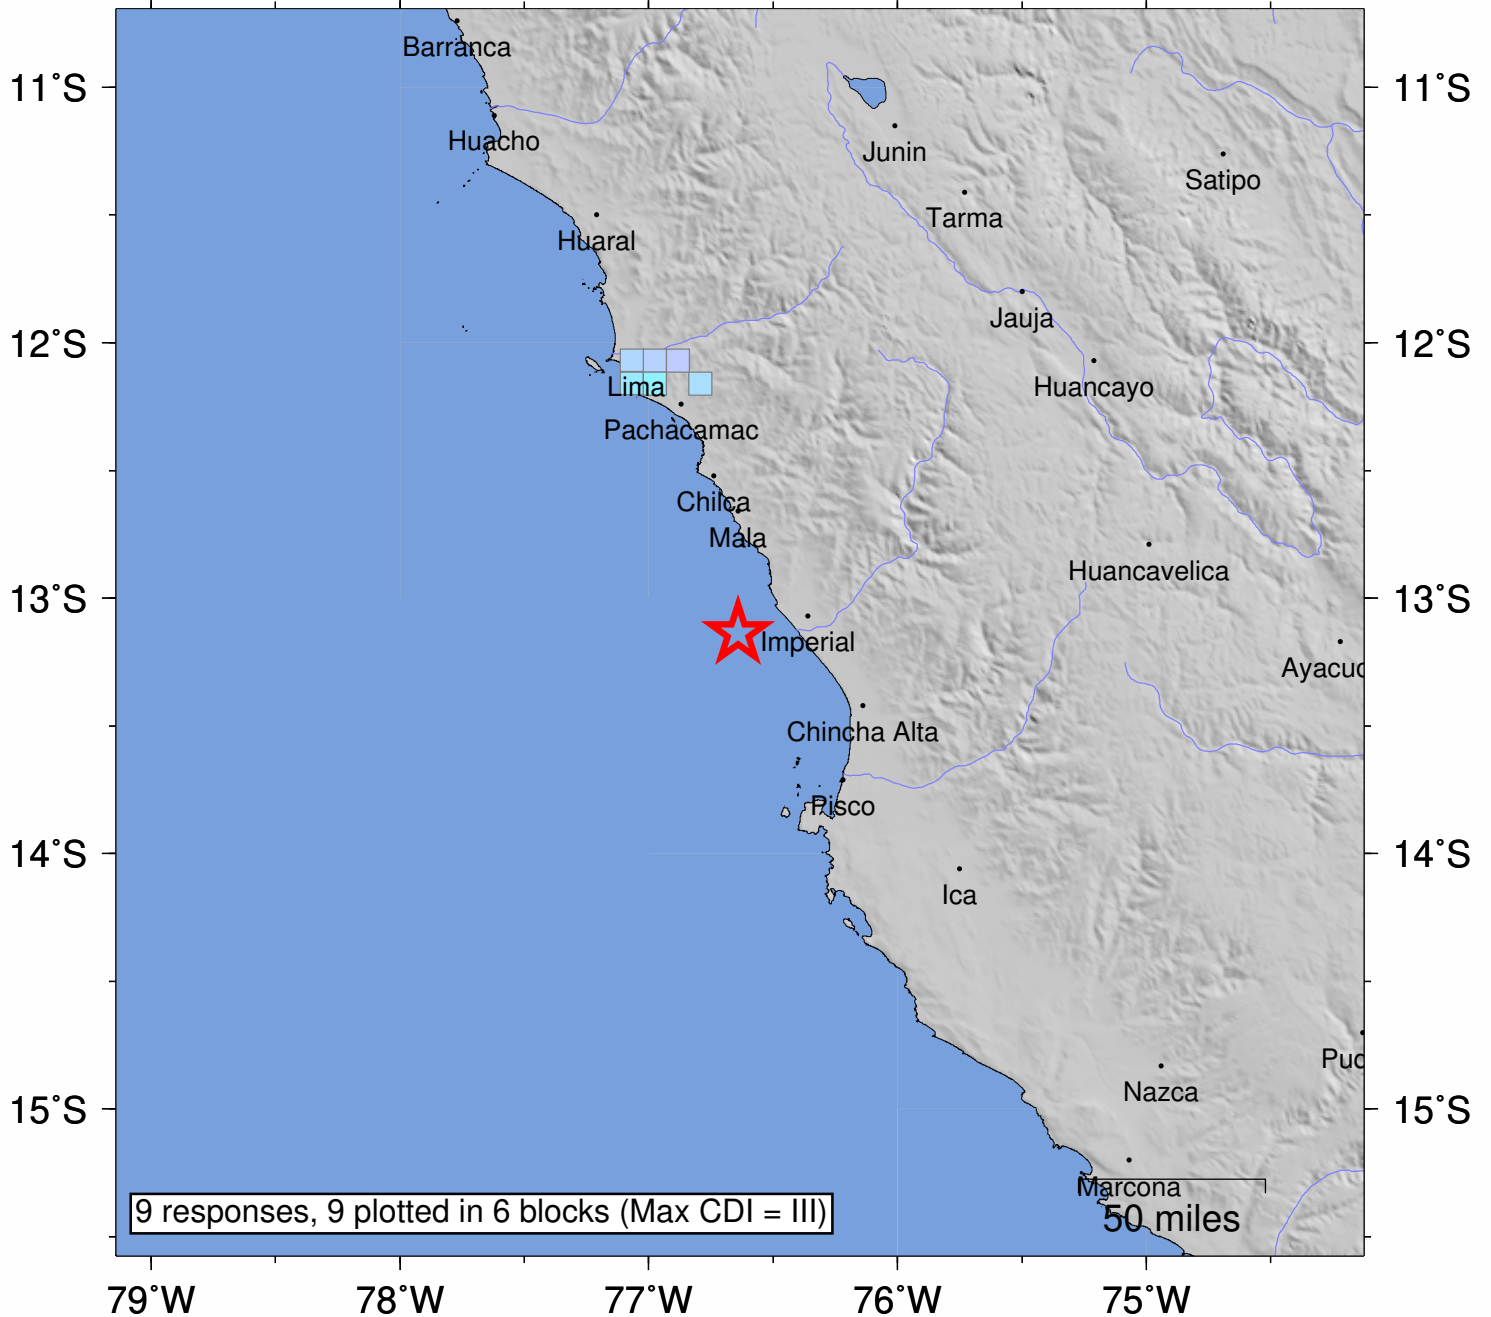 Barranca
11°S
11°S
Huacho
Junin
Satipo
Tarma
Huaral
Jauja
12°S
12°S
Lima
Huancayo
Pachacamac
Chilca
Mala
Huancavelica
13°S
13°S
Imperial
Ayacuc
Chincha Alta
Pisco
14°S
14°S
Ica
Puq
Nazca
15°S
15°S
Marcona
9 responses, 9 plotted in 6 blocks (Max CDI = III)
50 miles
79°W
78°W
77°W
76°W
75°W